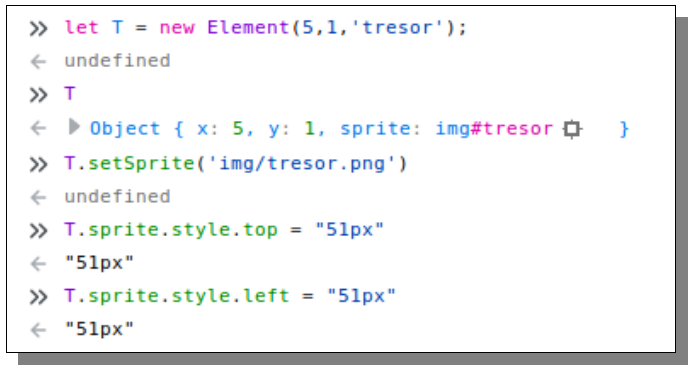 >> let T = new Element(5,1,'tresor');
← undefined
>> T
← ▶ Object { x: 5, y: 1, sprite: img#tresor }
>> T.setSprite('img/tresor.png')
← undefined
>> T.sprite.style.top = "51px"
← "51px"
>> T.sprite.style.left = "51px"
← "51px"